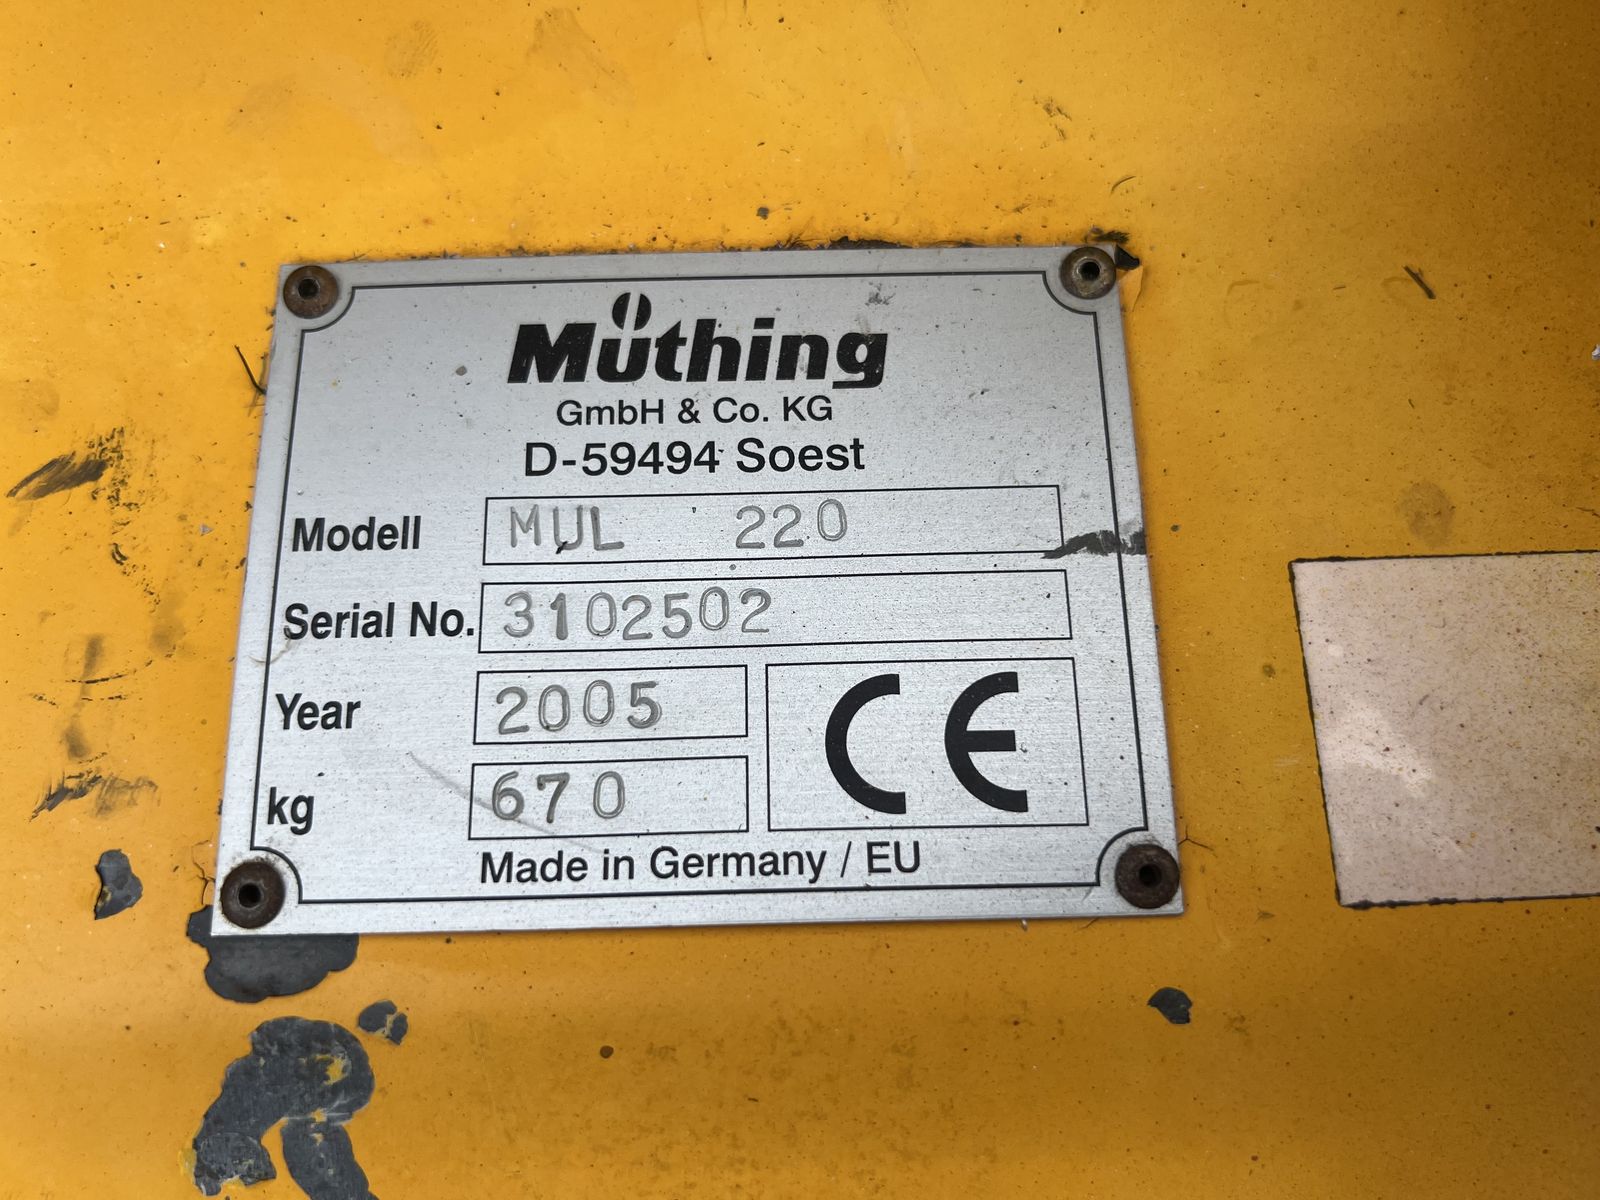 Müthing
GmbH & Co. KG
D-59494 Soest
Modell MUL 220
Serial No. 3102502
Year 2005
kg 670
CE
Made in Germany / EU